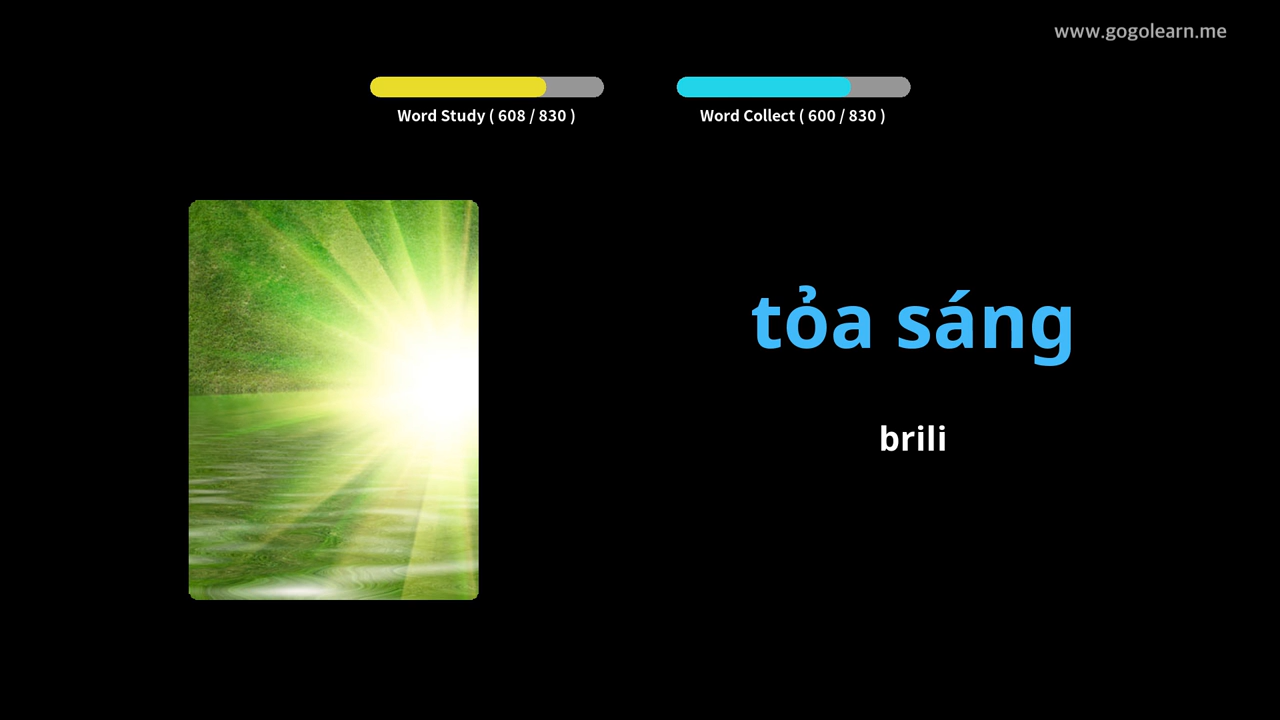 www.gogolearn.me
Word Study ( 608 / 830 )
Word Collect ( 600 / 830 )
tỏa sáng
brili